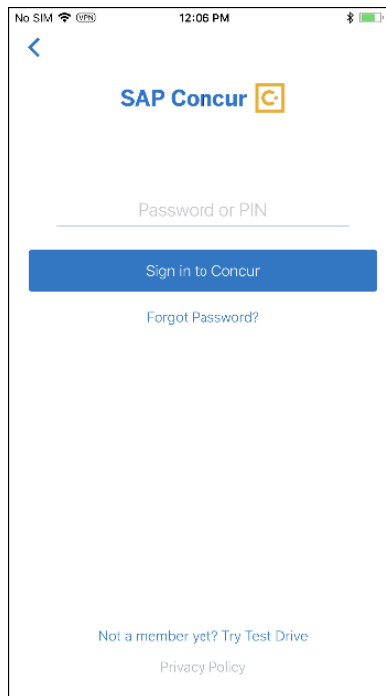 No SIM VPN 12:06 PM
SAP Concur C
Password or PIN
Sign in to Concur
Forgot Password?
Not a member yet? Try Test Drive
Privacy Policy